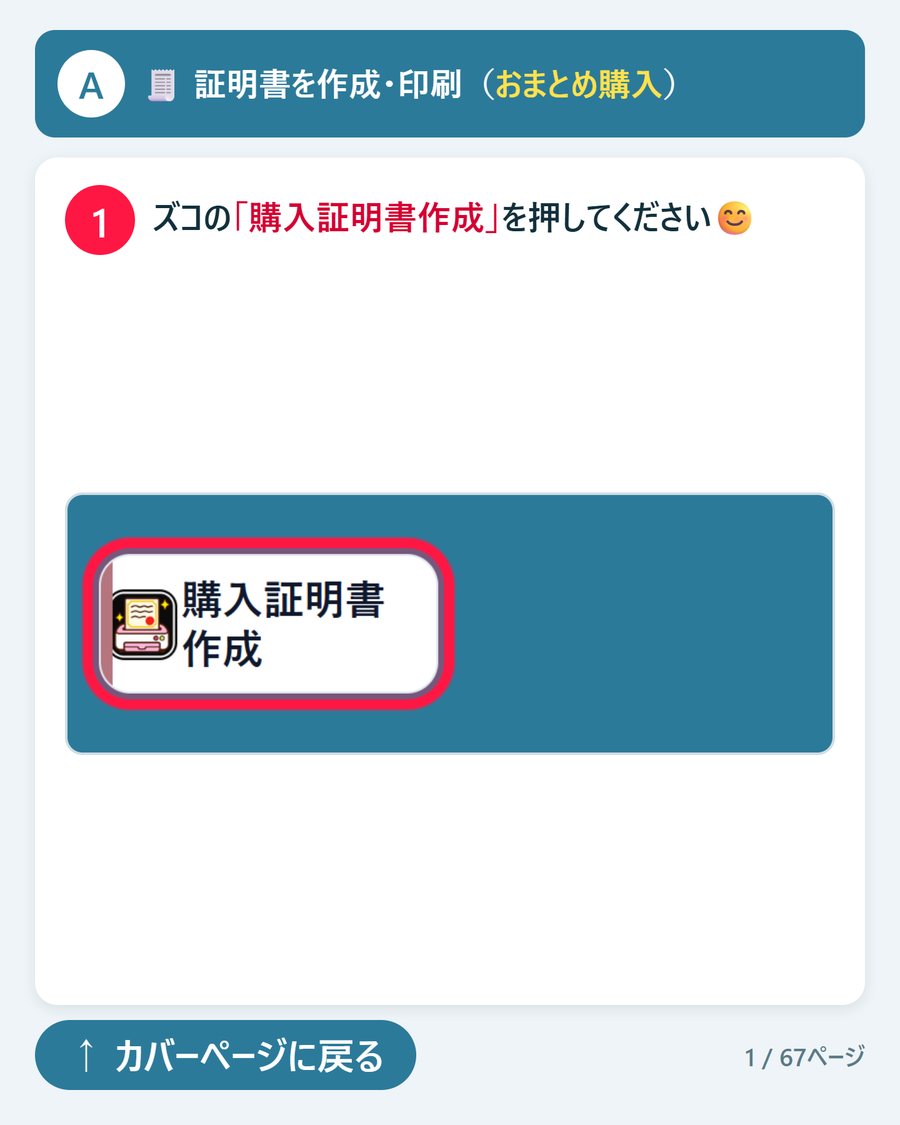 A 証明書を作成・印刷（おまとめ購入）
1 ズコの「購入証明書作成」を押してください😊
購入証明書
作成
↑ カバーページに戻る
1 / 67ページ